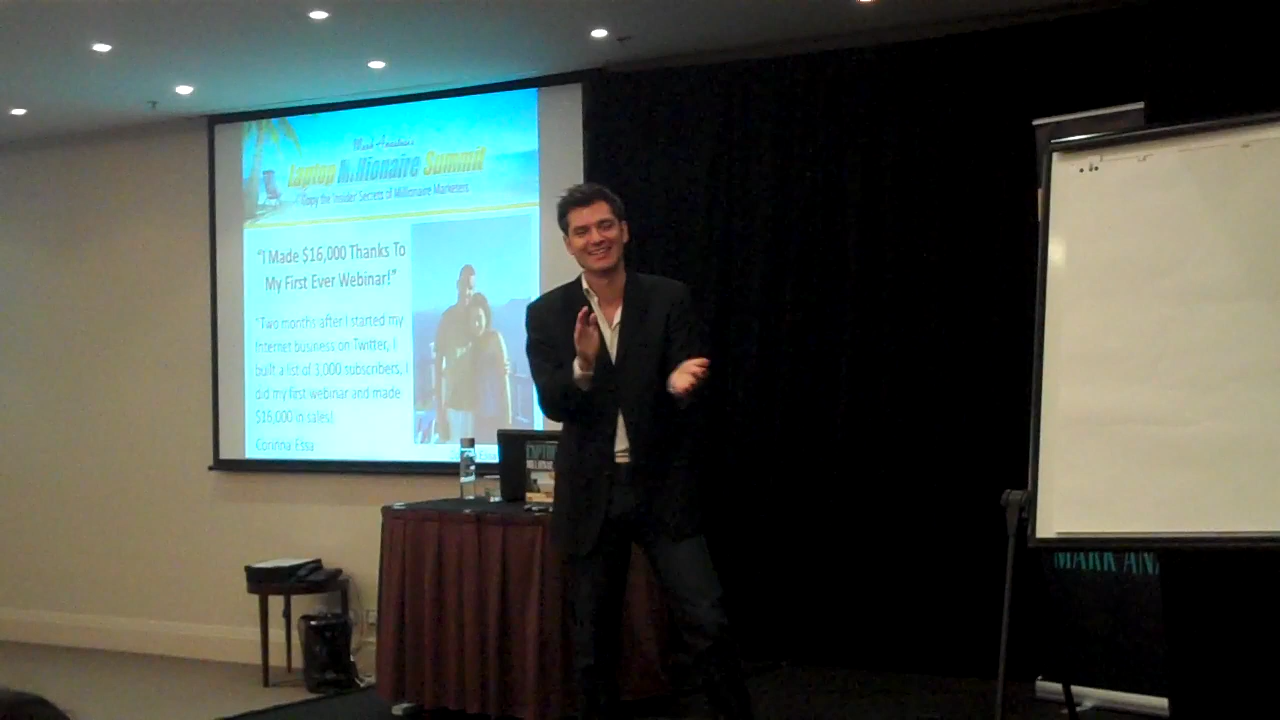 Laptop Millionaire Summit
Copy the Insider Secrets of Millionaire Marketers
"I Made $16,000 Thanks To
My First Ever Webinar!"
"Two months after I started my
Internet business on Twitter, I
built a list of 3,000 subscribers, I
did my first webinar and made
$16,000 in sales!
Corinna Essa
Essa
MARK